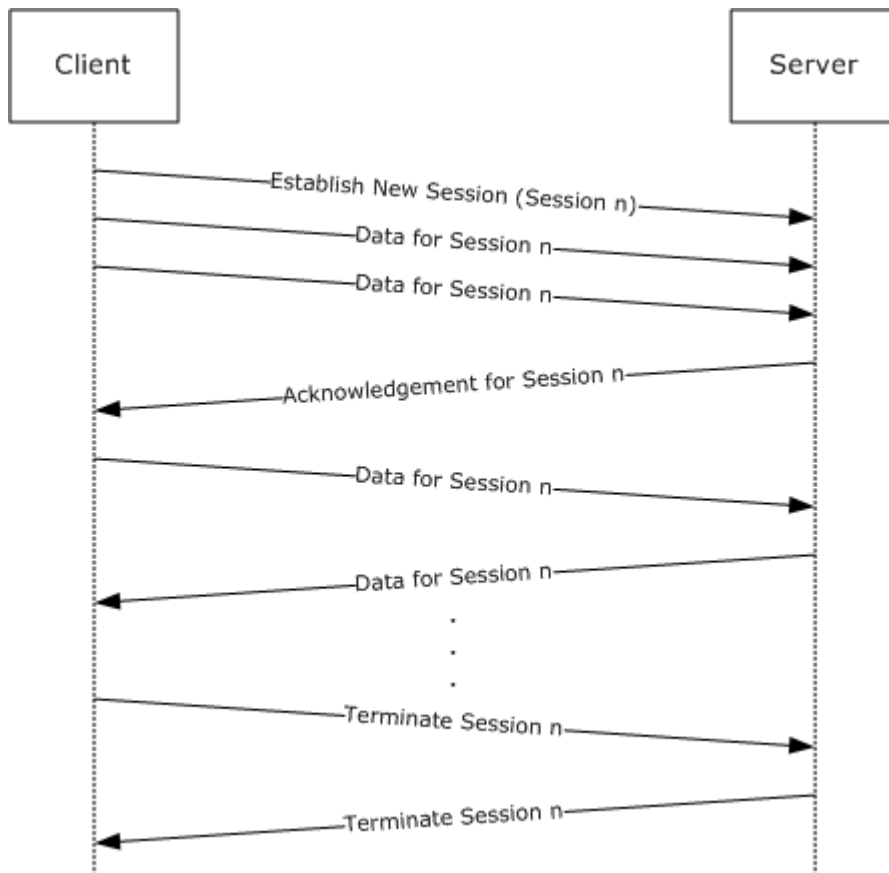 Client
Server
Establish New Session (Session n)
Data for Session n
Data for Session n
Acknowledgement for Session n
Data for Session n
Data for Session n
Terminate Session n
Terminate Session n